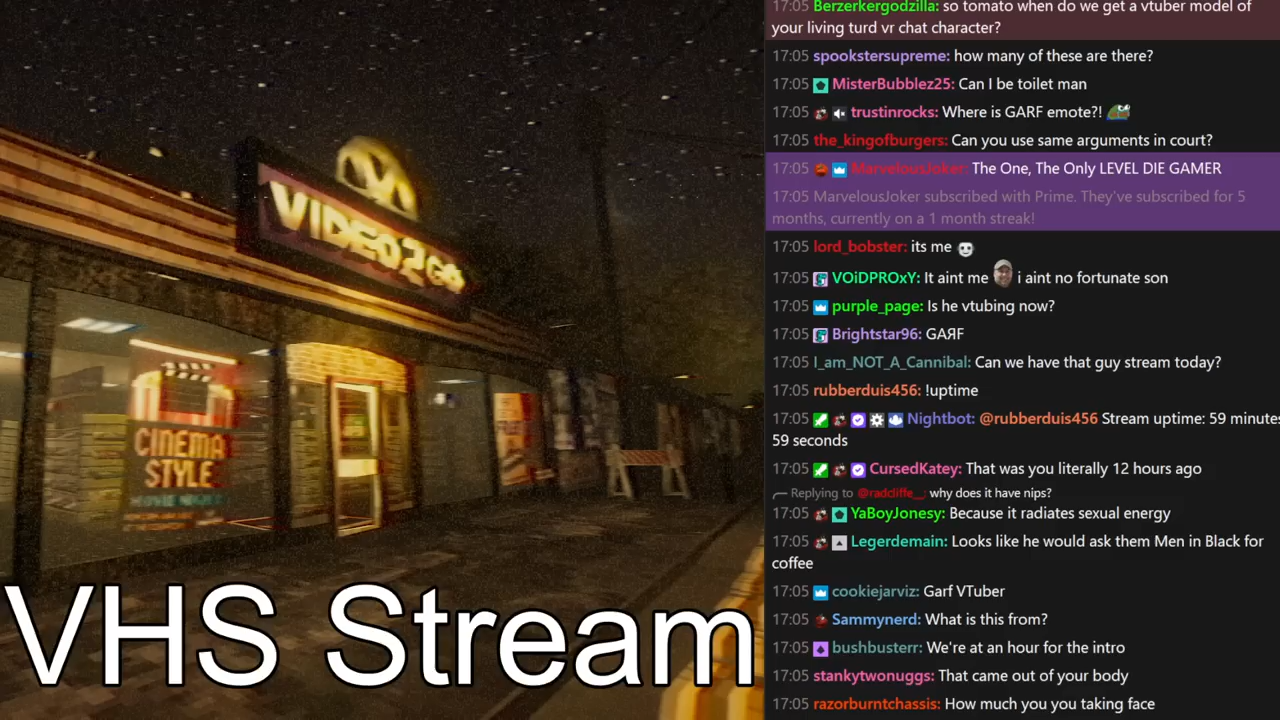 VIDEO2GO
CINEMA
STYLE
VHS Stream
17:05 Berzerkergodzilla: so tomato when do we get a vtuber model of
your living turd vr chat character?
17:05 spookstersupreme: how many of these are there?
17:05 MisterBubblez25: Can I be toilet man
17:05 trustinrocks: Where is GARF emote?!
17:05 the_kingofburgers: Can you use same arguments in court?
17:05 MarvelousJoker: The One, The Only LEVEL DIE GAMER
17:05 MarvelousJoker subscribed with Prime. They've subscribed for 5
months, currently on a 1 month streak!
17:05 lord_bobster: its me
17:05 VOiDPROxY: It aint me i aint no fortunate son
17:05 purple_page: Is he vtubing now?
17:05 Brightstar96: GAЯF
17:05 I_am_NOT_A_Cannibal: Can we have that guy stream today?
17:05 rubberduis456: !uptime
17:05 Nightbot: @rubberduis456 Stream uptime: 59 minutes
59 seconds
17:05 CursedKatey: That was you literally 12 hours ago
Replying to @radcliffe__: why does it have nips?
17:05 YaBoyJonesy: Because it radiates sexual energy
17:05 Legerdemain: Looks like he would ask them Men in Black for
coffee
17:05 cookiejarviz: Garf VTuber
17:05 Sammynerd: What is this from?
17:05 bushbusterr: We're at an hour for the intro
17:05 stankytwonuggs: That came out of your body
17:05 razorburntchassis: How much you you taking face